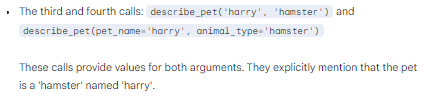 • The third and fourth calls: describe_pet('harry', 'hamster') and
describe_pet(pet_name='harry', animal_type='hamster')
These calls provide values for both arguments. They explicitly mention that the pet
is a 'hamster' named 'harry'.